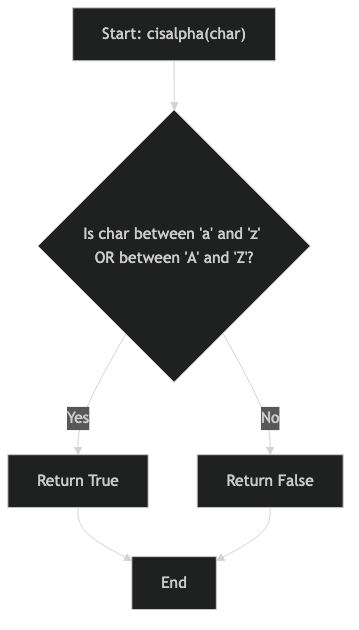 Start: cisalpha(char)
Is char between 'a' and 'z'
OR between 'A' and 'Z'?
Yes
No
Return True
Return False
End